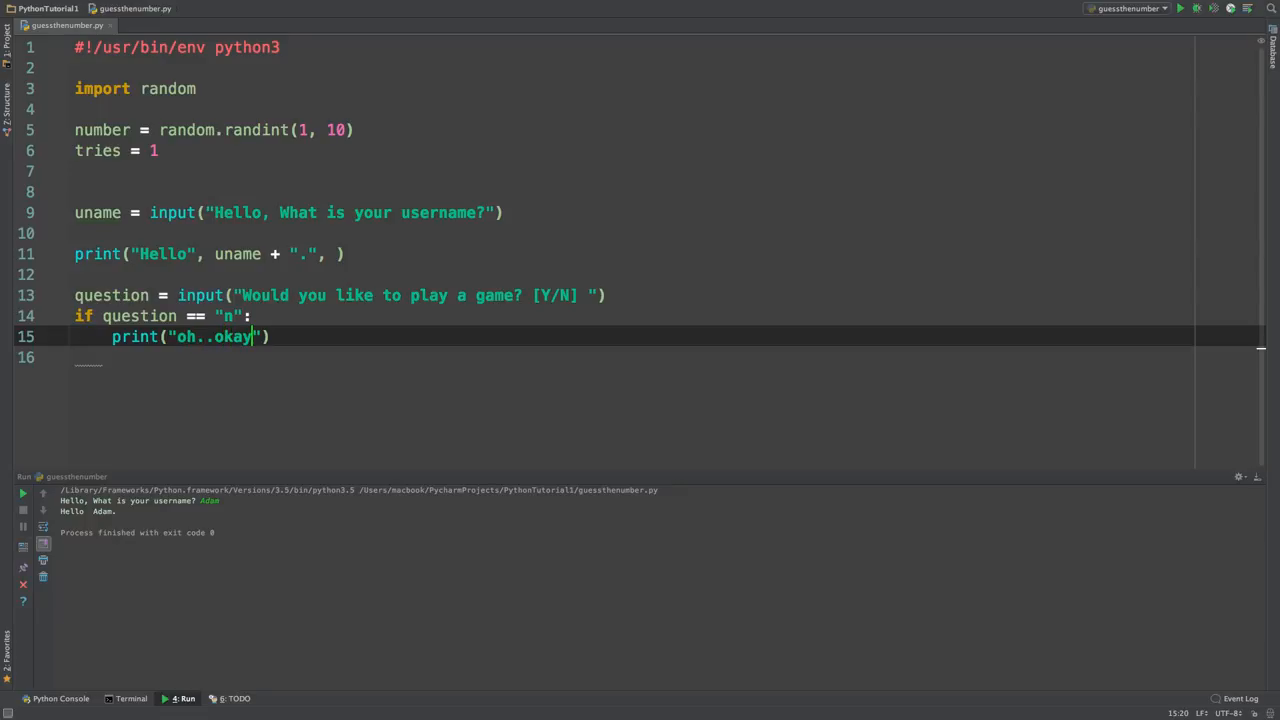 PythonTutorial1 guessthenumber.py guessthenumber
guessthenumber.py
1: Project
Z: Structure
2: Favorites
Database
1 #!/usr/bin/env python3
2
3 import random
4
5 number = random.randint(1, 10)
6 tries = 1
7
8
9 uname = input("Hello, What is your username?")
10
11 print("Hello", uname + ".", )
12
13 question = input("Would you like to play a game? [Y/N] ")
14 if question == "n":
15     print("oh..okay")
16
Run guessthenumber
/Library/Frameworks/Python.framework/Versions/3.5/bin/python3.5 /Users/macbook/PycharmProjects/PythonTutorial1/guessthenumber.py
Hello, What is your username? Adam
Hello  Adam.
Process finished with exit code 0
Python Console Terminal 4: Run 6: TODO Event Log
15:20 LF÷ UTF-8÷